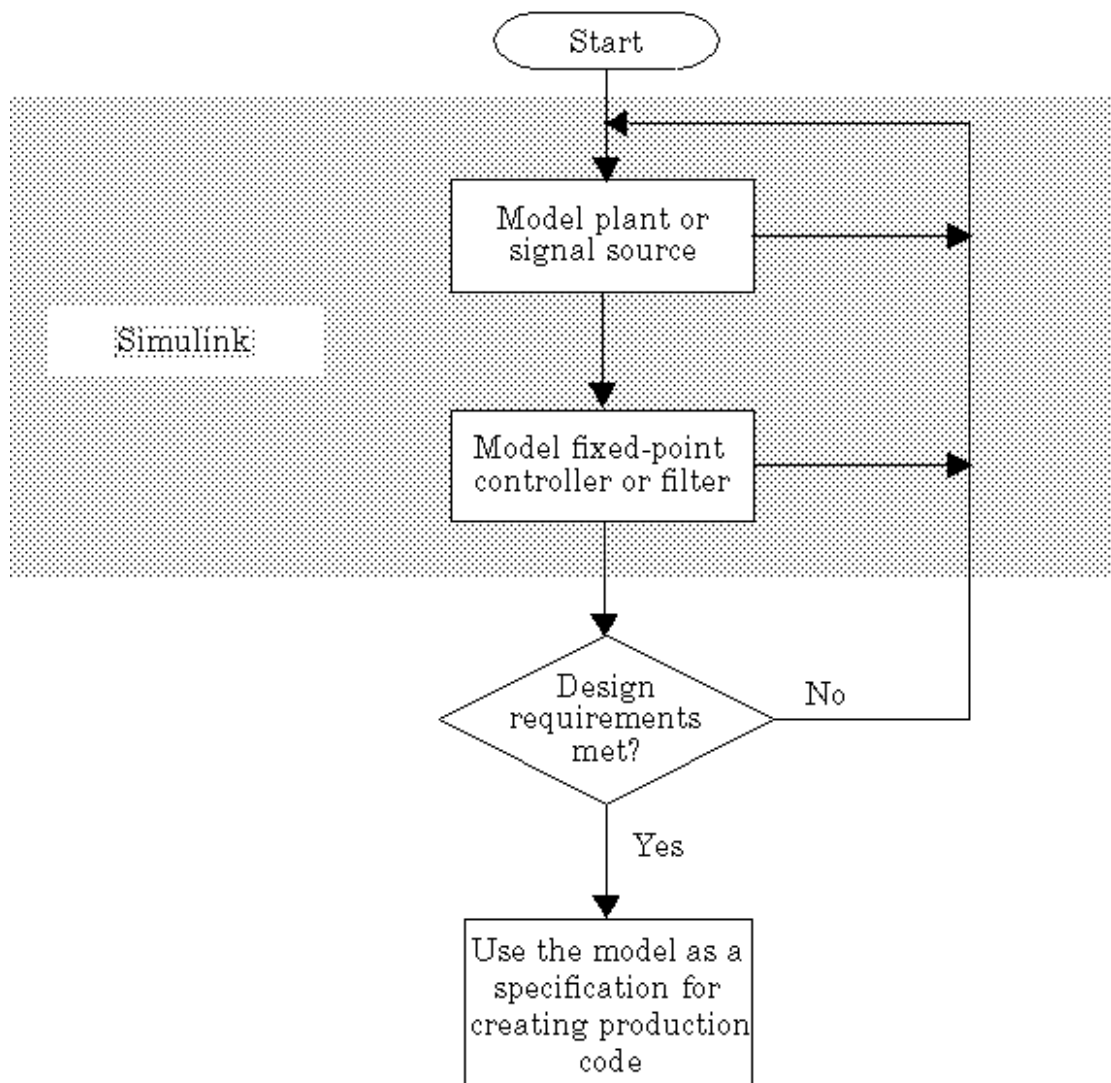 Start
Model plant or
signal source
Simulink
Model fixed-point
controller or filter
Design
requirements
met?
No
Yes
Use the model as a
specification for
creating production
code